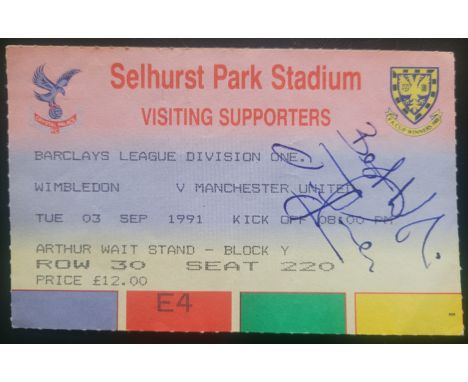 Selhurst Park Stadium
VISITING SUPPORTERS
BARCLAYS LEAGUE DIVISION ONE.
WIMBLEDON V MANCHESTER UNITED
TUE 03 SEP 1991 KICK OFF 08:00 PM
ARTHUR WAIT STAND - BLOCK Y
ROW 30 SEAT 220
PRICE £12.00
E4